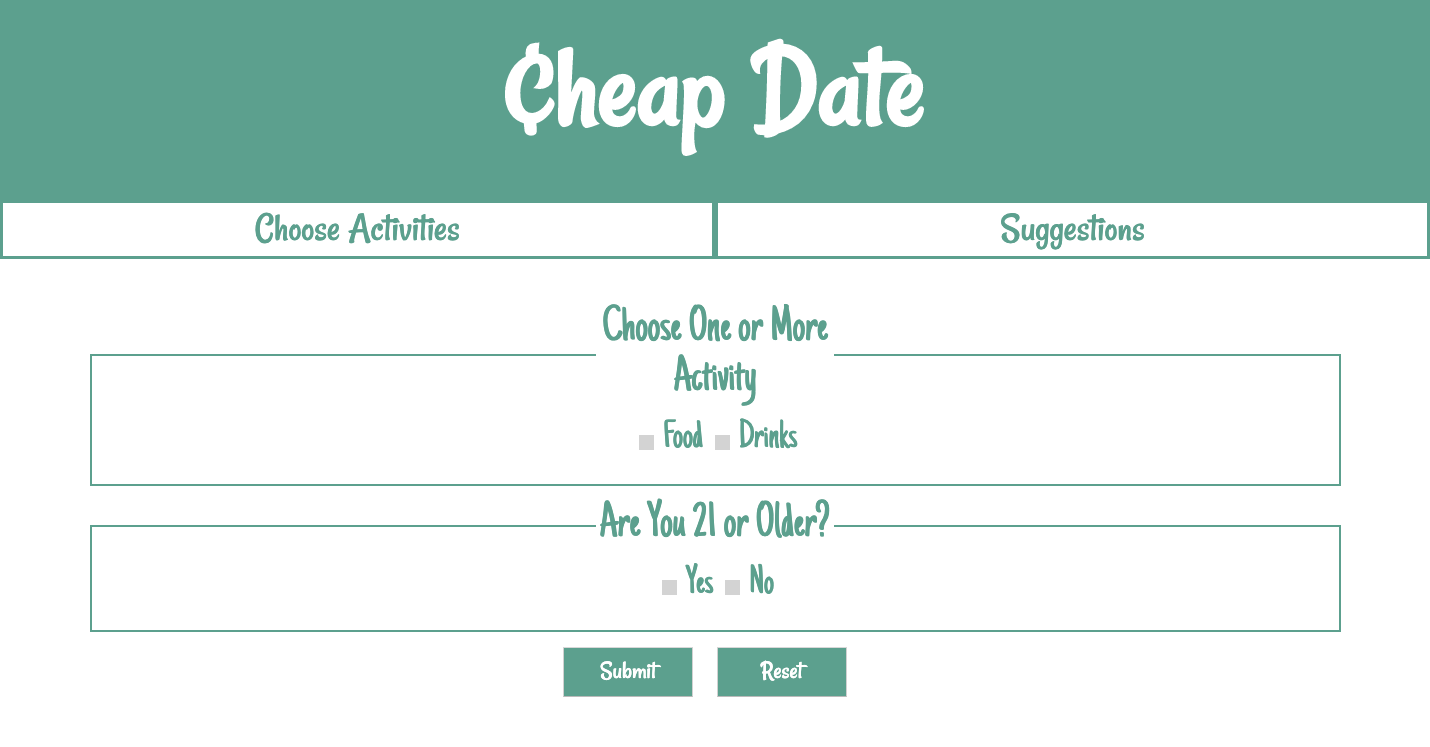 Cheap Date
Choose Activities
Suggestions
Choose One or More
Activity
Food Drinks
Are You 21 or Older?
Yes No
Submit
Reset